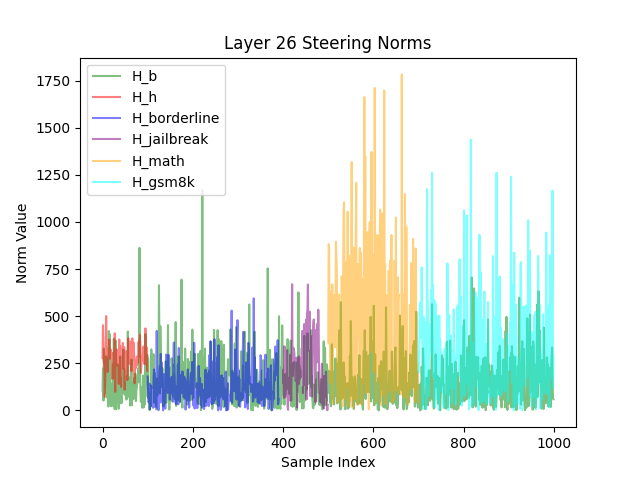 Layer 26 Steering Norms
H_b
H_h
H_borderline
H_jailbreak
H_math
H_gsm8k
Norm Value
1750
1500
1250
1000
750
500
250
0
0 200 400 600 800 1000
Sample Index